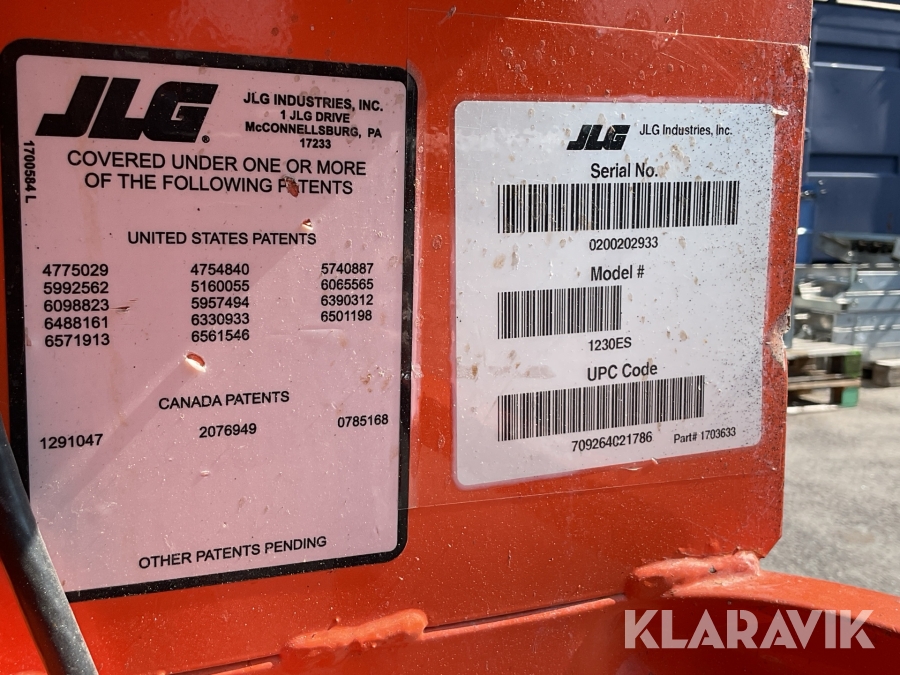 JLG®
JLG INDUSTRIES, INC.
1 JLG DRIVE
McCONNELLSBURG, PA
17233
1700584 L
COVERED UNDER ONE OR MORE
OF THE FOLLOWING PATENTS
UNITED STATES PATENTS
4775029 4754840 5740887
5992562 5160055 6065565
6098823 5957494 6390312
6488161 6330933 6501198
6571913 6561546
CANADA PATENTS
1291047 2076949 0785168
OTHER PATENTS PENDING
JLG JLG Industries, Inc.
Serial No.
0200202933
Model #
1230ES
UPC Code
709264C21786 Part# 1703633
KLARAVIK